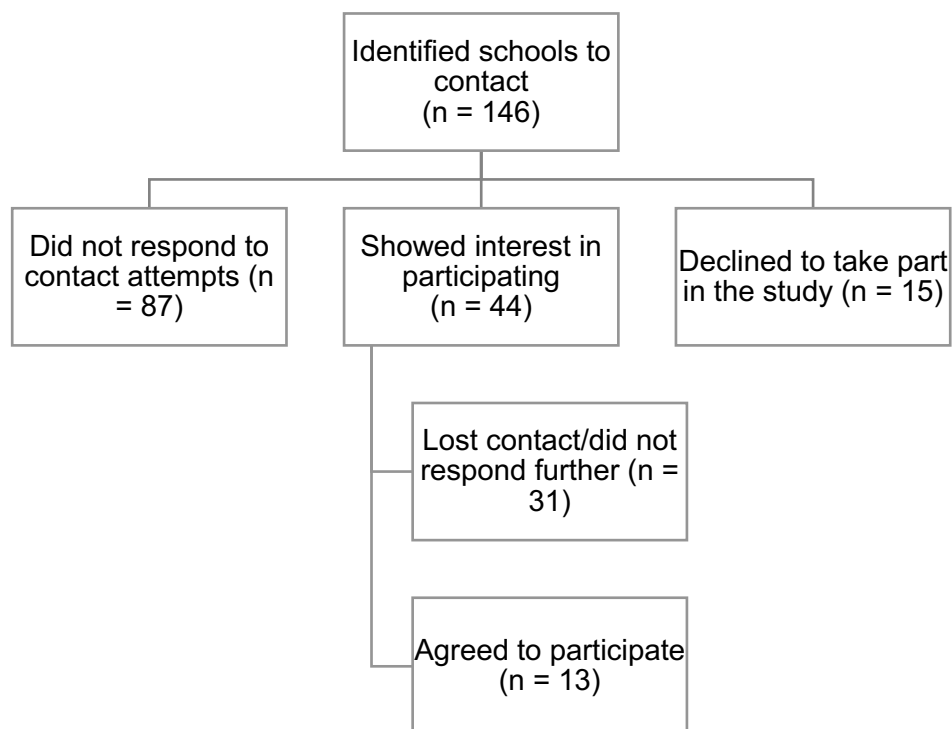 Identified schools to
contact
(n = 146)
Did not respond to
contact attempts (n
= 87)
Showed interest in
participating
(n = 44)
Declined to take part
in the study (n = 15)
Lost contact/did not
respond further (n =
31)
Agreed to participate
(n = 13)